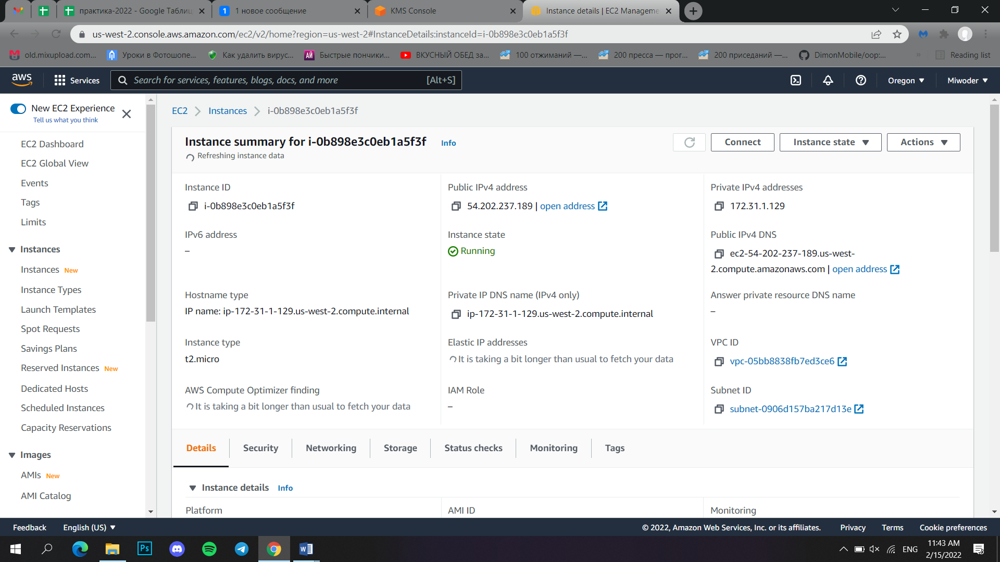 практика-2022 - Google Таблиц
1 новое сообщение
KMS Console
Instance details | EC2 Manageme
us-west-2.console.aws.amazon.com/ec2/v2/home?region=us-west-2#InstanceDetails:instanceId=i-0b898e3c0eb1a5f3f
old.mixupload.com...
Уроки в Фотошопе...
Как удалить вирус...
АЙ
Быстрые пончики...
ВКУСНЫЙ ОБЕД за...
100 отжиманий —...
200 пресса — прог...
200 приседаний —...
DimonMobile/oop:...
»
Reading list
aws
Services
Search for services, features, blogs, docs, and more
[Alt+S]
Oregon
Miwoder
New EC2 Experience
Tell us what you think
EC2 Dashboard
EC2 Global View
Events
Tags
Limits
Instances
Instances New
Instance Types
Launch Templates
Spot Requests
Savings Plans
Reserved Instances New
Dedicated Hosts
Scheduled Instances
Capacity Reservations
Images
AMIs New
AMI Catalog
EC2
Instances
i-0b898e3c0eb1a5f3f
Instance summary for i-0b898e3c0eb1a5f3f Info
Refreshing instance data
Connect
Instance state
Actions
Instance ID
i-0b898e3c0eb1a5f3f
Public IPv4 address
54.202.237.189 | open address
Private IPv4 addresses
172.31.1.129
IPv6 address
–
Instance state
Running
Public IPv4 DNS
ec2-54-202-237-189.us-west-
2.compute.amazonaws.com | open address
Hostname type
IP name: ip-172-31-1-129.us-west-2.compute.internal
Private IP DNS name (IPv4 only)
ip-172-31-1-129.us-west-2.compute.internal
Answer private resource DNS name
–
Instance type
t2.micro
Elastic IP addresses
It is taking a bit longer than usual to fetch your data
VPC ID
vpc-05bb8838fb7ed3ce6
AWS Compute Optimizer finding
It is taking a bit longer than usual to fetch your data
IAM Role
–
Subnet ID
subnet-0906d157ba217d13e
Details
Security
Networking
Storage
Status checks
Monitoring
Tags
Instance details Info
Platform
AMI ID
Monitoring
Feedback
English (US)
© 2022, Amazon Web Services, Inc. or its affiliates.
Privacy
Terms
Cookie preferences
Ps
W
ENG
11:43 AM
2/15/2022